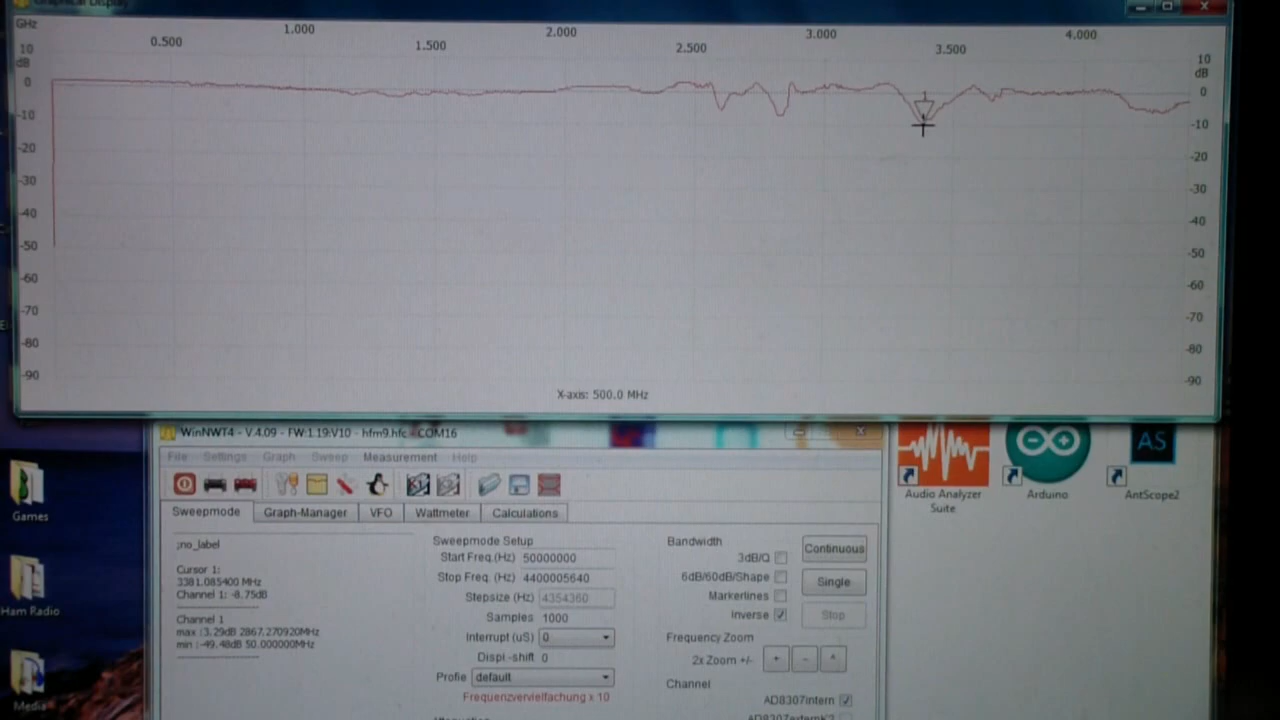 Graphical Display
GHz
0.500 1.000 1.500 2.000 2.500 3.000 3.500 4.000
10
dB
0
-10
-20
-30
-40
-50
-60
-70
-80
-90
10
dB
0
-10
-20
-30
-40
-50
-60
-70
-80
-90
X-axis: 500.0 MHz
WinNWT4 - V.4.09 - FW:1.19:V10 - hfm9.hfc - COM16
File Settings Graph Sweep Measurement Help
Sweepmode Graph-Manager VFO Wattmeter Calculations
;no_label
Cursor 1:
3381.085400 MHz
Channel 1: -8.75dB
Channel 1
max :3.29dB 2867.270920MHz
min :-49.48dB 50.000000MHz
Sweepmode Setup
Start Freq.(Hz) 50000000
Stop Freq. (Hz) 4400005640
Stepsize (Hz) 4354360
Samples 1000
Interrupt (uS) 0
Displ.-shift 0
Profile default
Frequenzvervielfachung x 10
Bandwidth
3dB/Q
6dB/60dB/Shape
Markerlines
Inverse
Frequency Zoom
2x Zoom +/- + -
Channel
AD8307intern
Continuous
Single
Stop
Games
Ham Radio
Media
Audio Analyzer
Suite
Arduino
AS
AntScope2